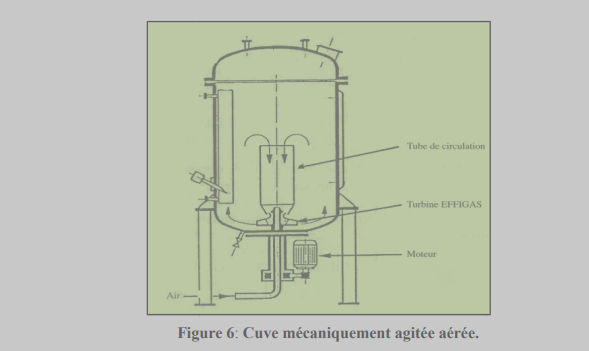 Tube de circulation
Turbine EFFIGAS
Moteur
Air
Figure 6: Cuve mécaniquement agitée aérée.